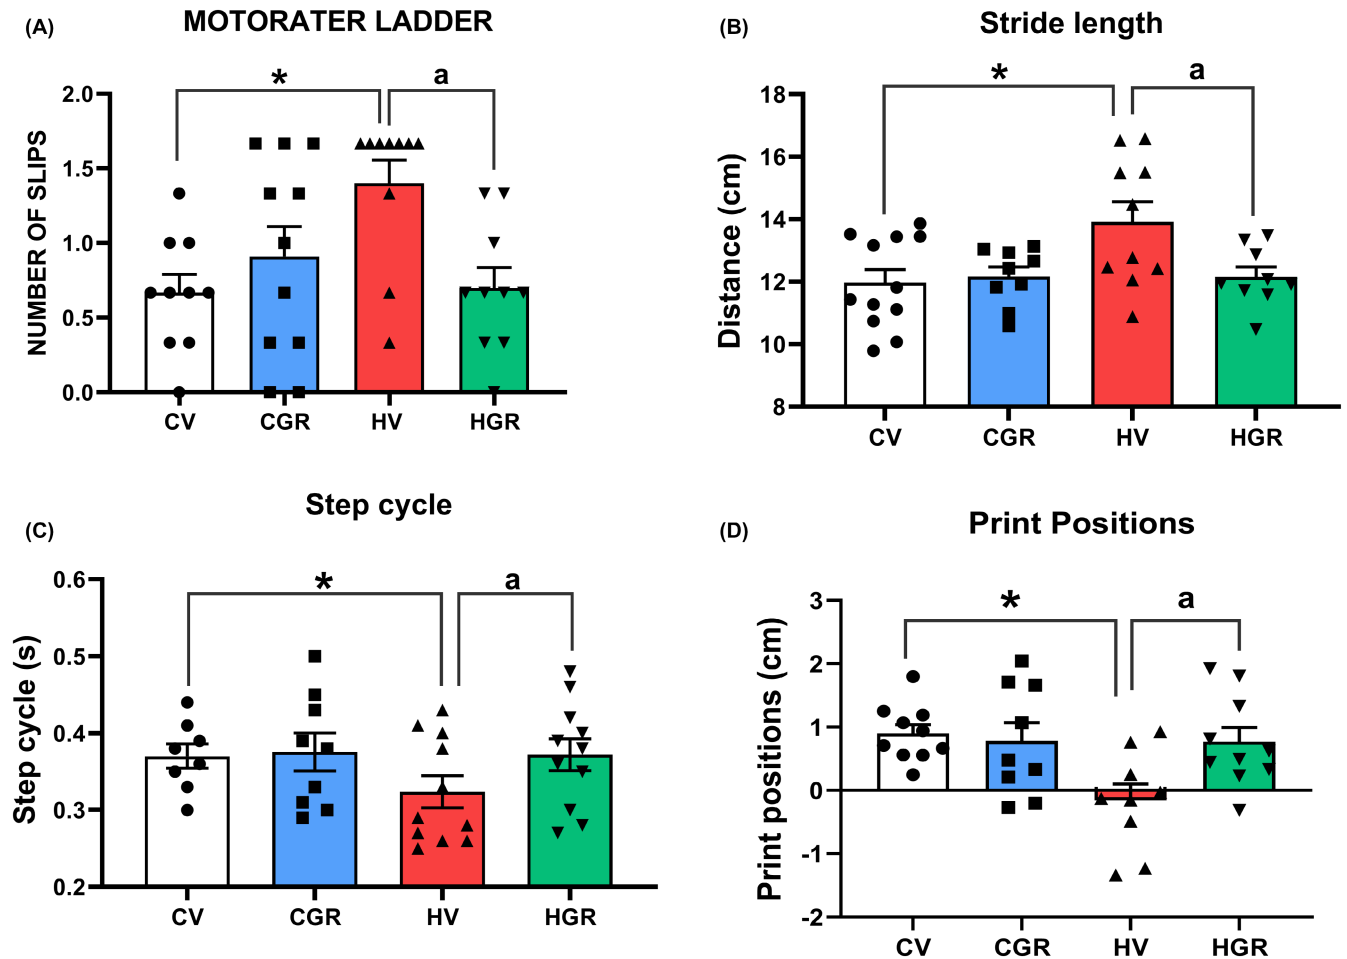 (A)
MOTORATER LADDER
NUMBER OF SLIPS
2.0
1.5
1.0
0.5
0.0
*
a
CV
CGR
HV
HGR
(B)
Stride length
Distance (cm)
18
16
14
12
10
8
*
a
CV
CGR
HV
HGR
(C)
Step cycle
Step cycle (s)
0.6
0.5
0.4
0.3
0.2
*
a
CV
CGR
HV
HGR
(D)
Print Positions
Print positions (cm)
3
2
1
0
-1
-2
*
a
CV
CGR
HV
HGR